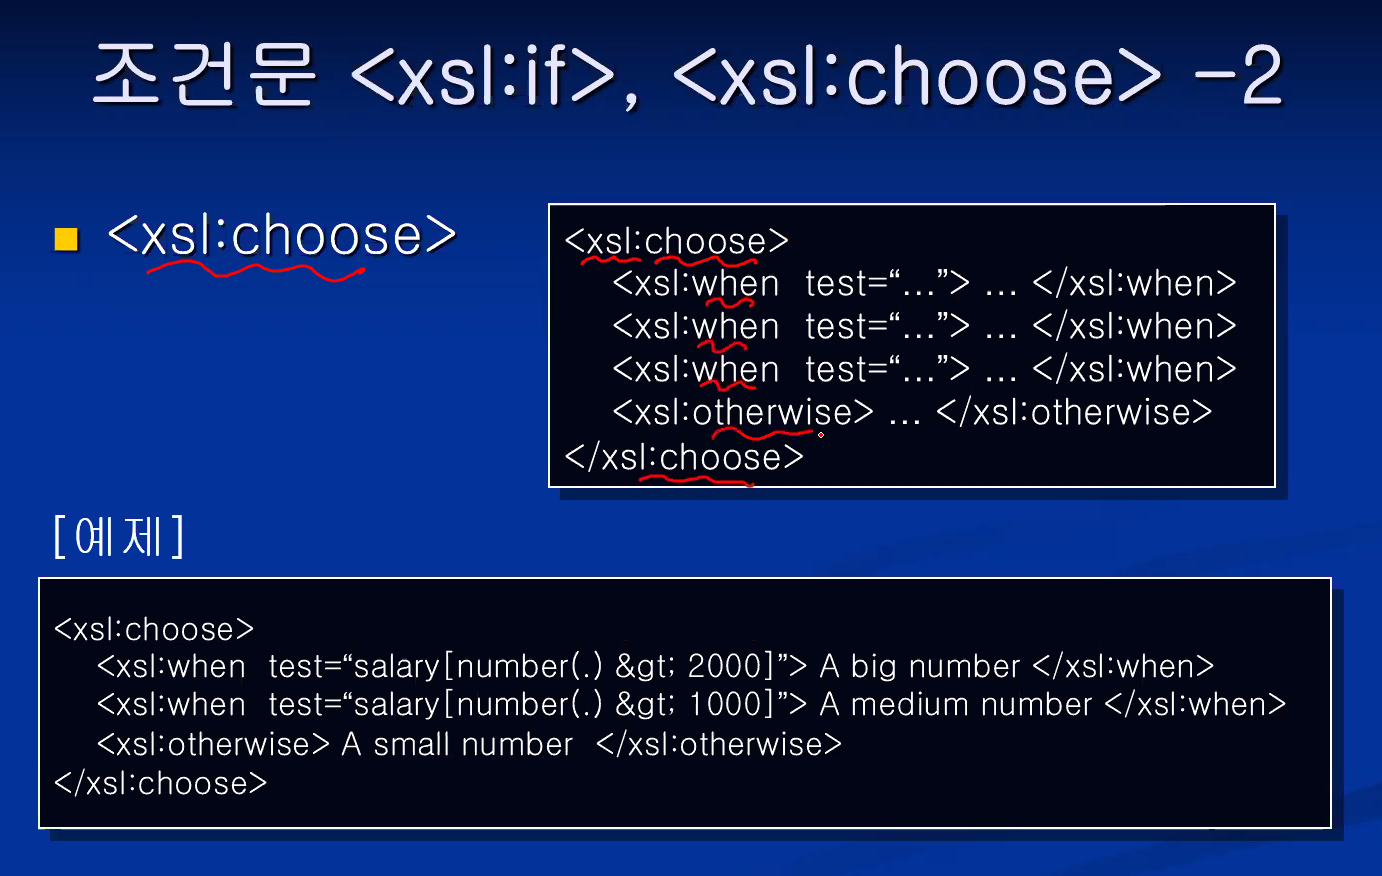 조건문 <xsl:if>, <xsl:choose> -2
<xsl:choose>
<xsl:choose>
<xsl:when test=“...”> ... </xsl:when>
<xsl:when test=“...”> ... </xsl:when>
<xsl:when test=“...”> ... </xsl:when>
<xsl:otherwise> ... </xsl:otherwise>
</xsl:choose>
[예제]
<xsl:choose>
<xsl:when test=“salary[number(.) &gt; 2000]”> A big number </xsl:when>
<xsl:when test=“salary[number(.) &gt; 1000]”> A medium number </xsl:when>
<xsl:otherwise> A small number </xsl:otherwise>
</xsl:choose>